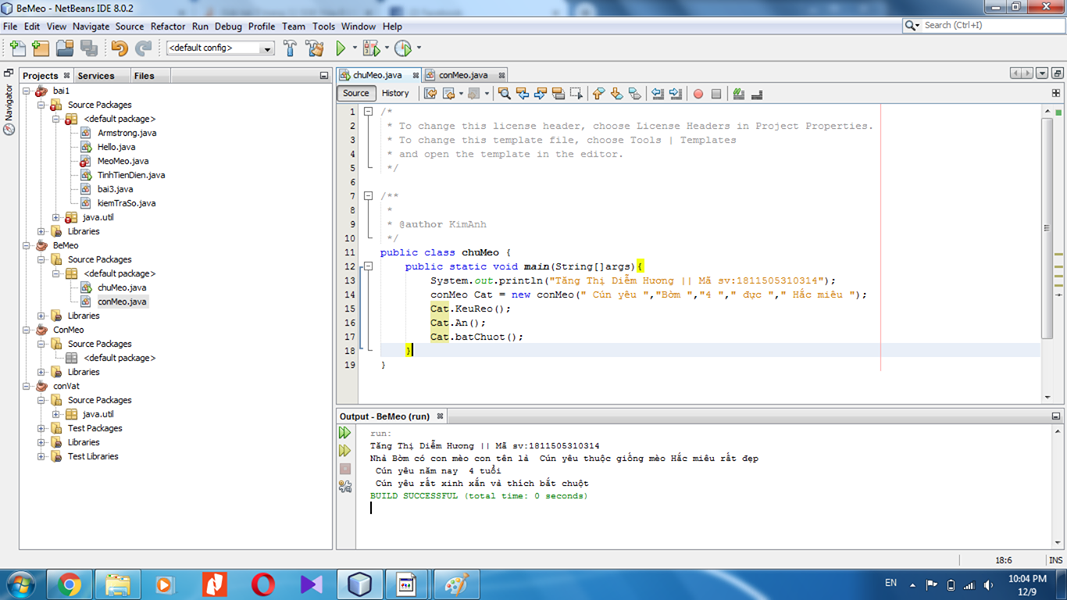 BeMeo - NetBeans IDE 8.0.2
File Edit View Navigate Source Refactor Run Debug Profile Team Tools Window Help
Search (Ctrl+I)
<default config>
Projects Services Files
Navigator
bai1
Source Packages
<default package>
Armstrong.java
Hello.java
MeoMeo.java
TinhTienDien.java
bai3.java
kiemTraSo.java
java.util
Libraries
BeMeo
Source Packages
<default package>
chuMeo.java
conMeo.java
Libraries
ConMeo
Source Packages
<default package>
Libraries
conVat
Source Packages
java.util
Test Packages
Libraries
Test Libraries
chuMeo.java conMeo.java
Source History
1 /*
2 * To change this license header, choose License Headers in Project Properties.
3 * To change this template file, choose Tools | Templates
4 * and open the template in the editor.
5 */
6
7 /**
8 *
9 * @author KimAnh
10 */
11 public class chuMeo {
12 public static void main(String[]args){
13 System.out.println("Tăng Thị Diễm Hương || Mã sv:1811505310314");
14 conMeo Cat = new conMeo(" Cún yêu ","Bờm ","4 "," đực "," Hắc miêu ");
15 Cat.KeuReo();
16 Cat.An();
17 Cat.batChuot();
18 }
19 }
Output - BeMeo (run)
run:
Tăng Thị Diễm Hương || Mã sv:1811505310314
Nhà Bờm có con mèo con tên là Cún yêu thuộc giống mèo Hắc miêu rất đẹp
Cún yêu năm nay 4 tuổi
Cún yêu rất xinh xắn và thích bắt chuột
BUILD SUCCESSFUL (total time: 0 seconds)
18:6 INS
EN
10:04 PM
12/9